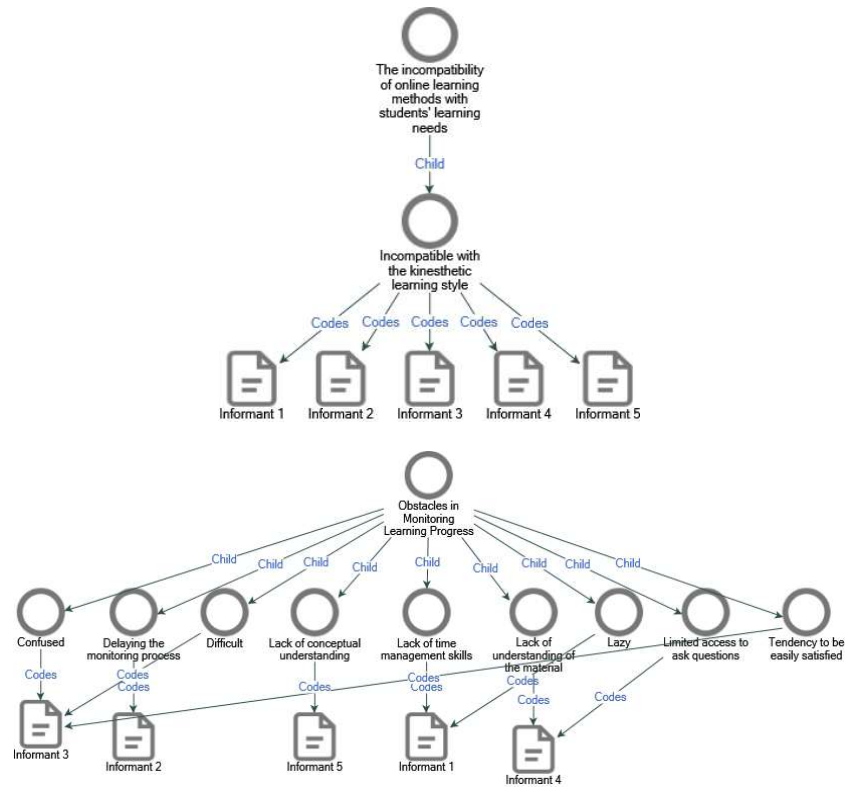 The incompatibility
of online learning
methods with
students' learning
needs
Child
Incompatible with
the kinesthetic
learning style
Codes Codes Codes Codes Codes
Informant 1 Informant 2 Informant 3 Informant 4 Informant 5
Obstacles in
Monitoring
Learning Progress
Child Child Child Child Child Child Child Child Child
Confused
Delaying the
monitoring process
Difficult
Lack of conceptual
understanding
Lack of time
management skills
Lack of
understanding of
the material
Lazy
Limited access to
ask questions
Tendency to be
easily satisfied
Codes Codes Codes Codes Codes Codes Codes Codes Codes
Informant 3
Informant 2
Informant 5
Informant 1
Informant 4